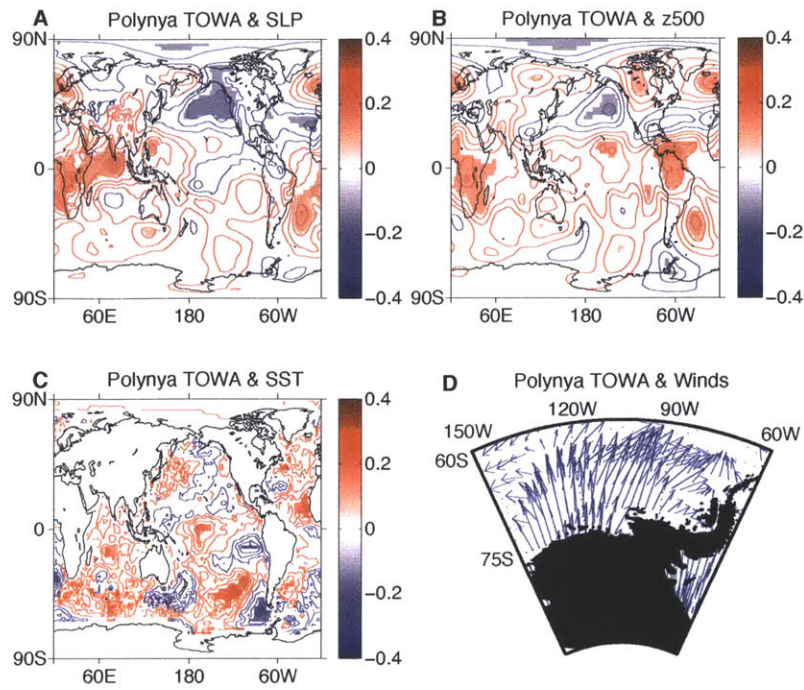 A Polynya TOWA & SLP
90N
0
90S
60E 180 60W
0.4
0.2
0
−0.2
−0.4
B Polynya TOWA & z500
90N
0
90S
60E 180 60W
0.4
0.2
0
−0.2
−0.4
C Polynya TOWA & SST
90N
0
90S
60E 180 60W
0.4
0.2
0
−0.2
−0.4
D Polynya TOWA & Winds
120W 90W
150W 60W
60S
75S